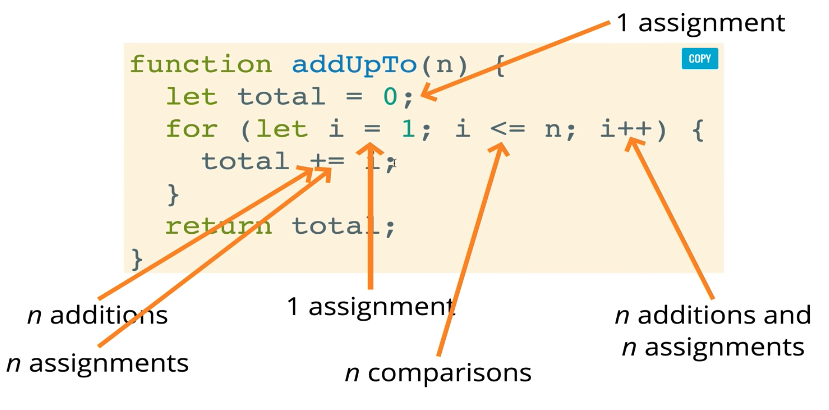 1 assignment
COPY
function addUpTo(n) {
  let total = 0;
  for (let i = 1; i <= n; i++) {
    total += i;
  }
  return total;
}
n additions
1 assignment
n additions and
n assignments
n assignments
n comparisons